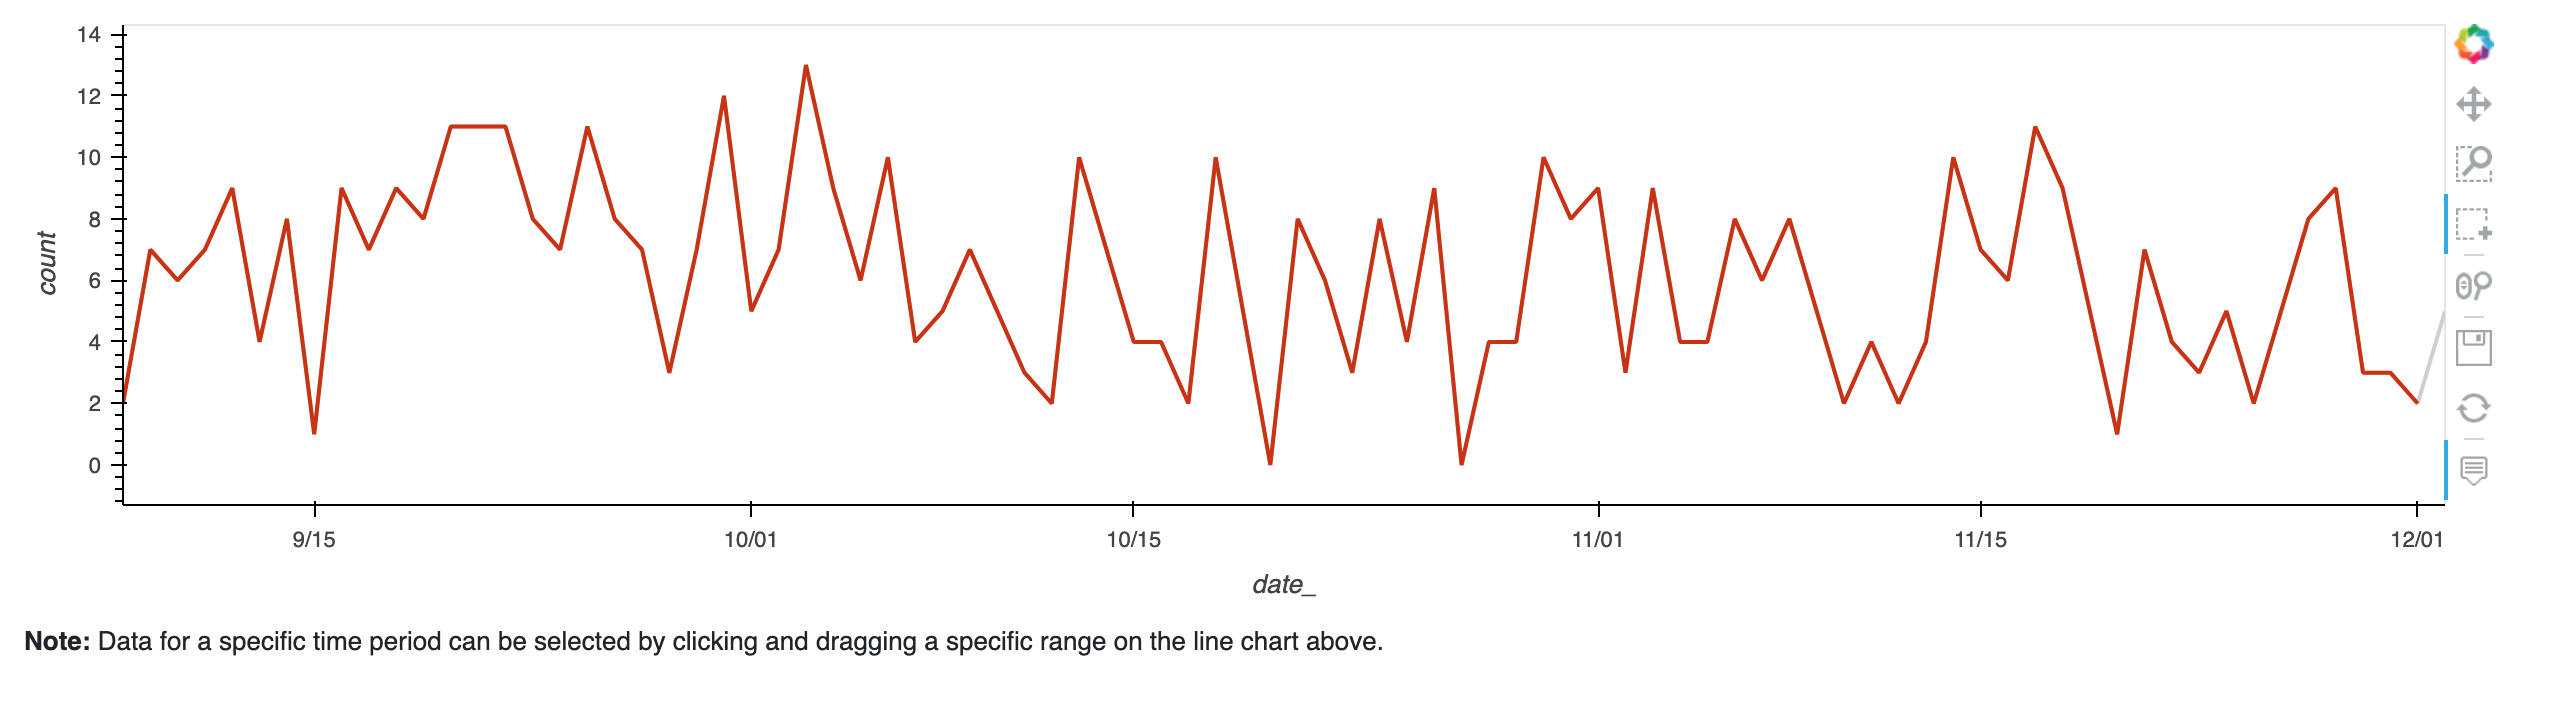 14
12
10
8
6
4
2
0
count
9/15 10/01 10/15 11/01 11/15 12/01
date_
Note: Data for a specific time period can be selected by clicking and dragging a specific range on the line chart above.